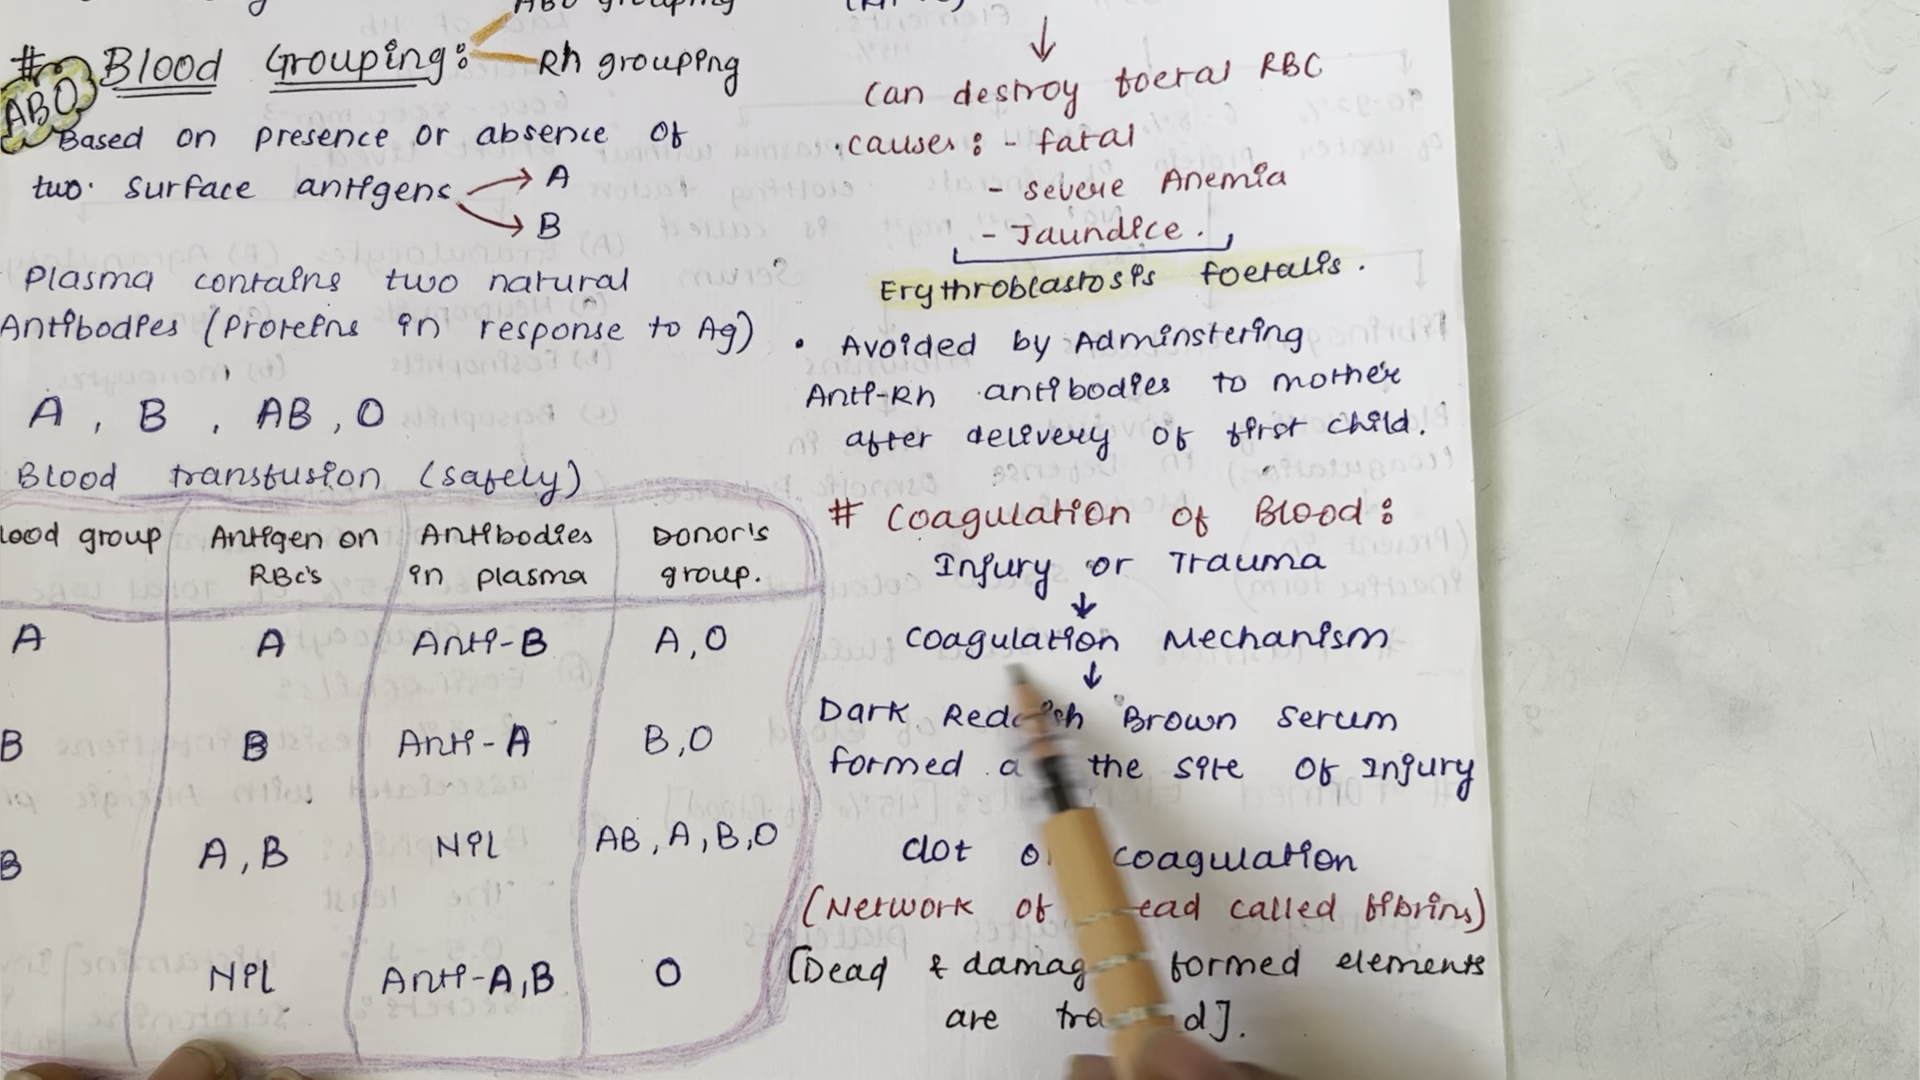 ABO grouping
# Blood Grouping:
Rh grouping
ABO
Based on presence or absence of
two surface antigens
A
B
Plasma contains two natural
Antibodies (Proteins in response to Ag)
A, B, AB, O
Blood transfusion (safely)
lood group Antigen on RBc's Antibodies in plasma Donor's group.
A A Anti-B A,O
B B Anti-A B,O
B A,B Nil AB, A, B, O
Nil Anti-A,B O
can destroy foetal RBC
causes: - fatal
- severe Anemia
- Jaundice.
Erythroblastosis foetalis.
• Avoided by Adminstering
Anti-Rh antibodies to mother
after delivery of first child.
# Coagulation of Blood:
Injury or Trauma
Coagulation Mechanism
Dark Reddish Brown serum
formed the site of Injury
clot coagulation
(Network of called fibrins)
[Dead & formed elements
are